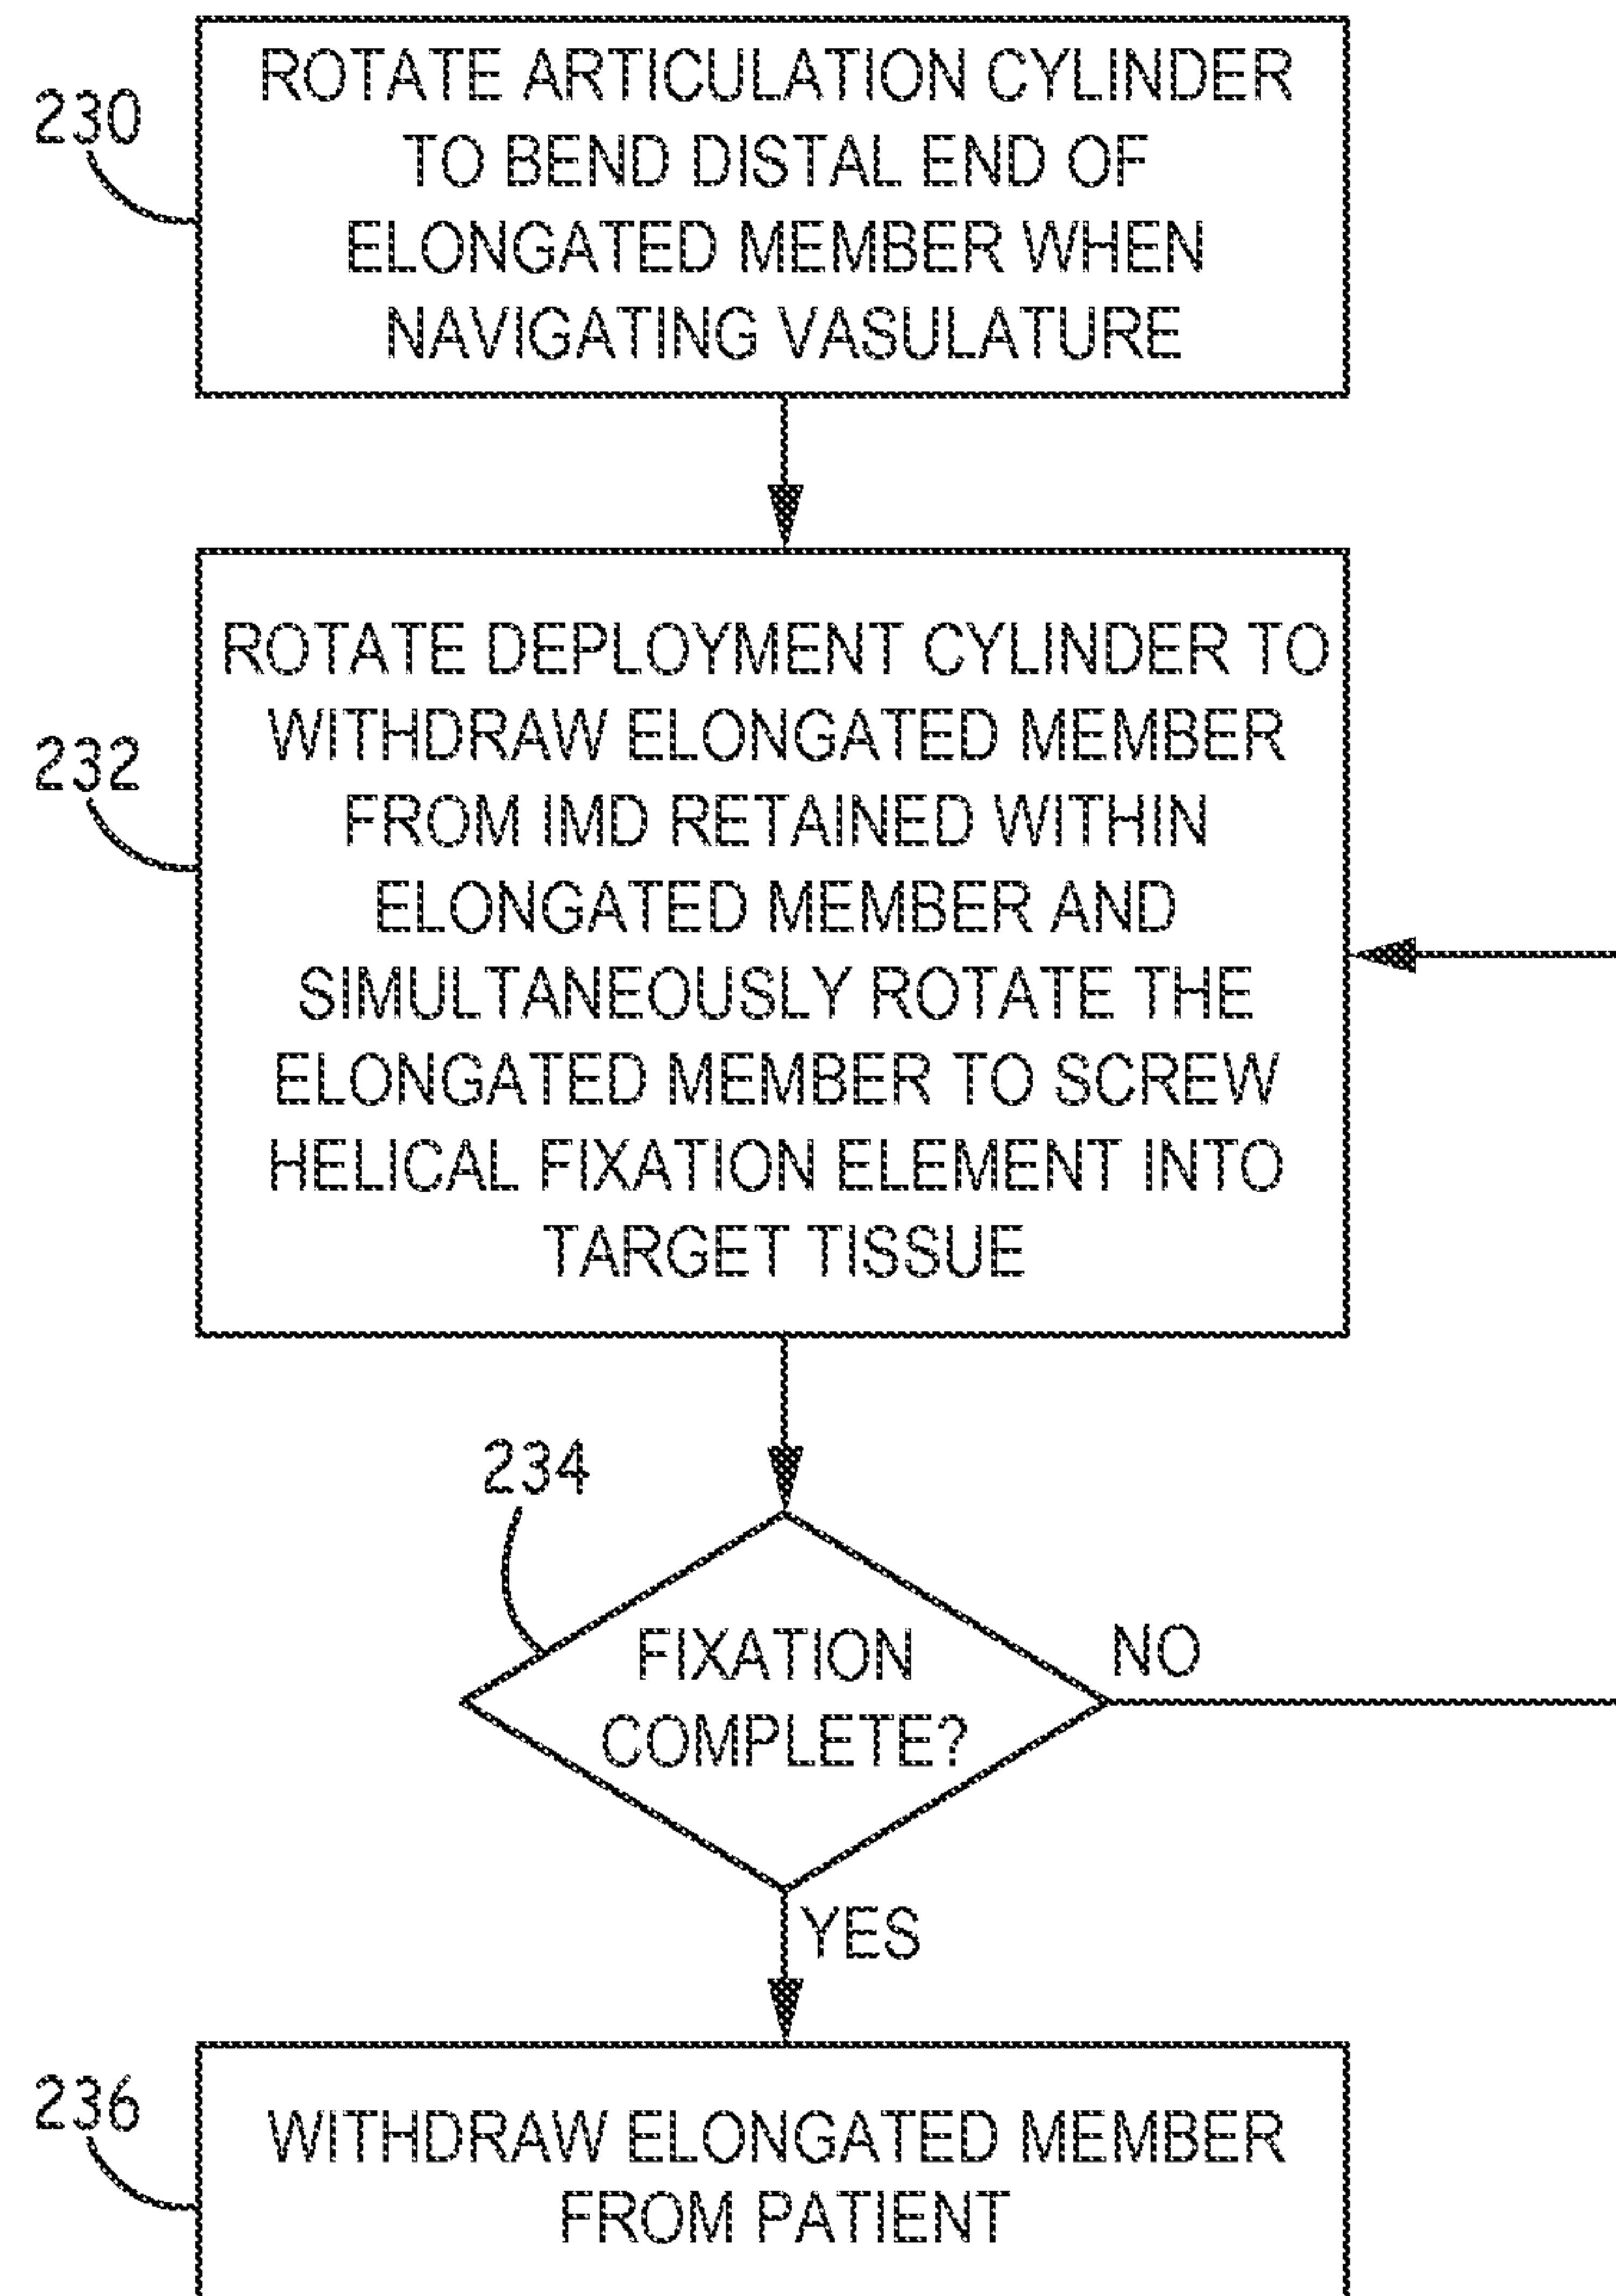 230
ROTATE ARTICULATION CYLINDER
TO BEND DISTAL END OF
ELONGATED MEMBER WHEN
NAVIGATING VASULATURE
232
ROTATE DEPLOYMENT CYLINDER TO
WITHDRAW ELONGATED MEMBER
FROM IMD RETAINED WITHIN
ELONGATED MEMBER AND
SIMULTANEOUSLY ROTATE THE
ELONGATED MEMBER TO SCREW
HELICAL FIXATION ELEMENT INTO
TARGET TISSUE
234
FIXATION
COMPLETE?
NO
YES
236
WITHDRAW ELONGATED MEMBER
FROM PATIENT